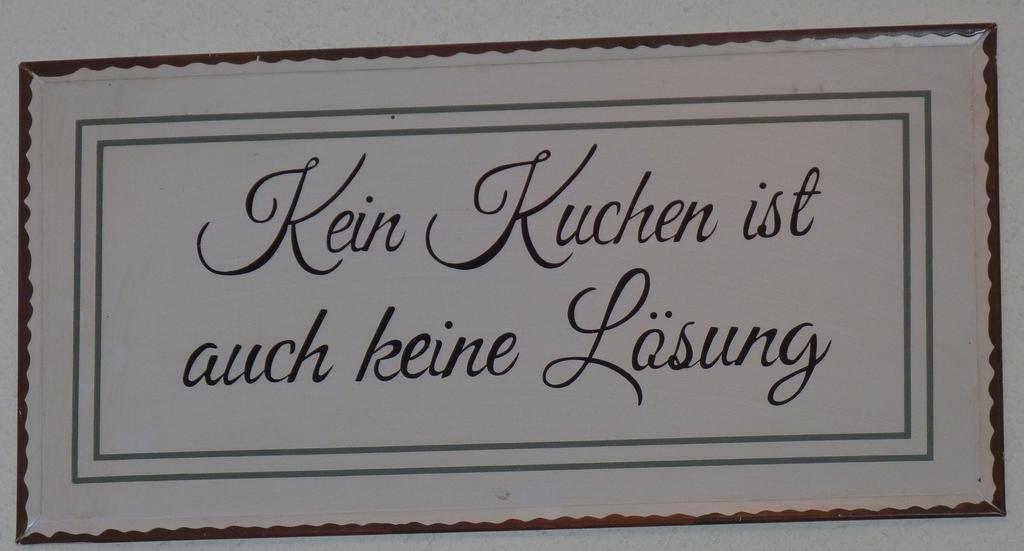 Kein Kuchen ist
auch keine Lösung